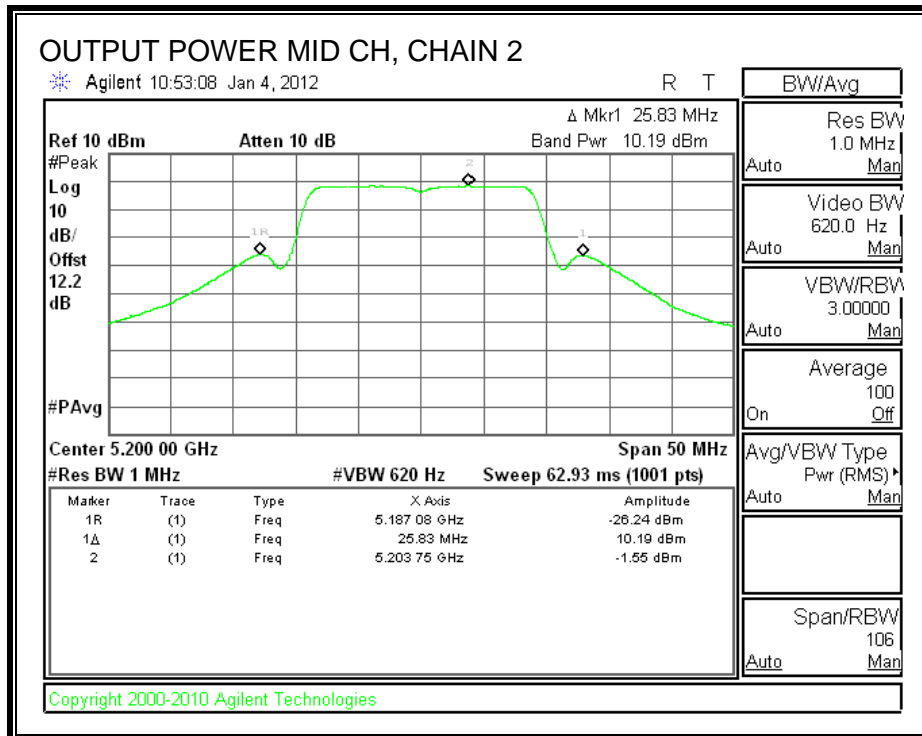 OUTPUT POWER MID CH, CHAIN 2
Agilent 10:53:08 Jan 4, 2012 R T
Δ Mkr1 25.83 MHz
Ref 10 dBm Atten 10 dB Band Pwr 10.19 dBm
#Peak
Log
10
dB/
Offst
12.2
dB
#PAvg
2
1R
1
Center 5.200 00 GHz Span 50 MHz
#Res BW 1 MHz #VBW 620 Hz Sweep 62.93 ms (1001 pts)
Marker Trace Type X Axis Amplitude
1R (1) Freq 5.187 08 GHz -26.24 dBm
1Δ (1) Freq 25.83 MHz 10.19 dBm
2 (1) Freq 5.203 75 GHz -1.55 dBm
BW/Avg
Res BW
1.0 MHz
Auto Man
Video BW
620.0 Hz
Auto Man
VBW/RBW
3.00000
Auto Man
Average
100
On Off
Avg/VBW Type
Pwr (RMS)
Auto Man
Span/RBW
106
Auto Man
Copyright 2000-2010 Agilent Technologies